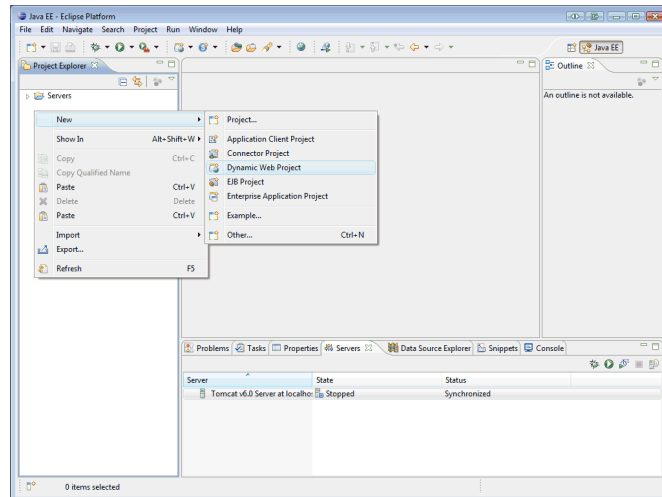 Java EE - Eclipse Platform
File Edit Navigate Search Project Run Window Help
Java EE
Project Explorer
Outline
Servers
An outline is not available.
New
Project...
Show In Alt+Shift+W
Application Client Project
Connector Project
Copy Ctrl+C
Dynamic Web Project
Copy Qualified Name
EJB Project
Paste Ctrl+V
Enterprise Application Project
Delete Delete
Paste Ctrl+V
Example...
Import
Other... Ctrl+N
Export...
Refresh F5
Problems Tasks Properties Servers Data Source Explorer Snippets Console
Server State Status
Tomcat v6.0 Server at localho Stopped Synchronized
0 items selected